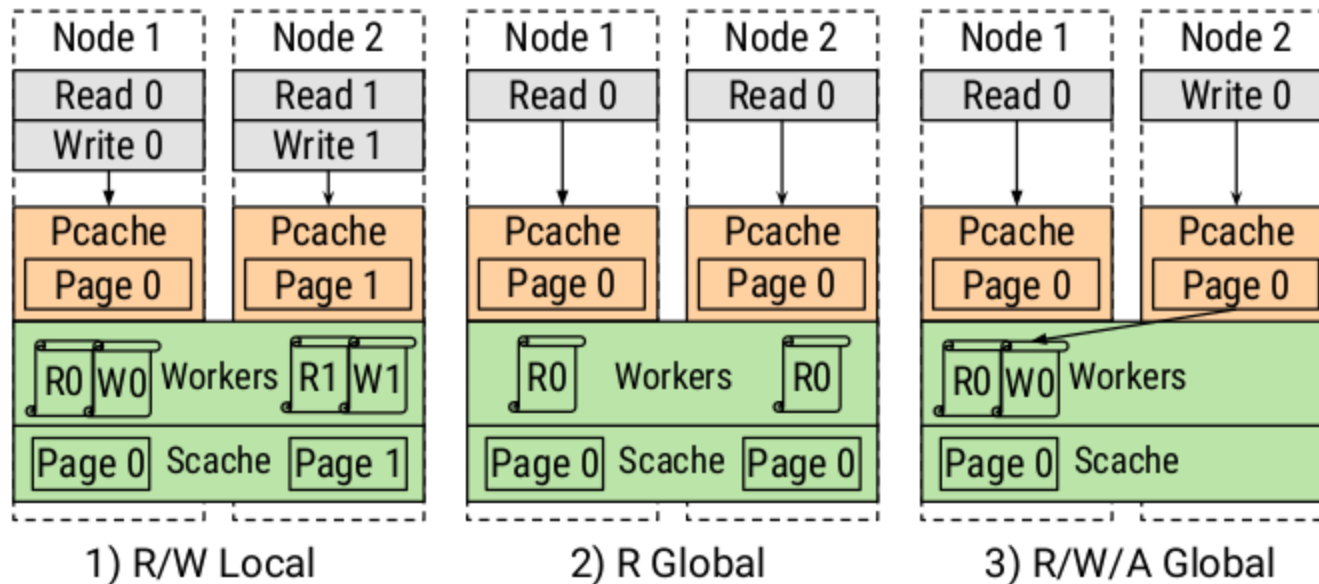 Node 1
Read 0
Write 0
Pcache
Page 0
Node 2
Read 1
Write 1
Pcache
Page 1
R0 W0 Workers R1 W1
Page 0 Scache Page 1
1) R/W Local
Node 1
Read 0
Pcache
Page 0
Node 2
Read 0
Pcache
Page 0
R0 Workers R0
Page 0 Scache Page 0
2) R Global
Node 1
Read 0
Pcache
Page 0
Node 2
Write 0
Pcache
Page 0
R0 W0 Workers
Page 0 Scache
3) R/W/A Global